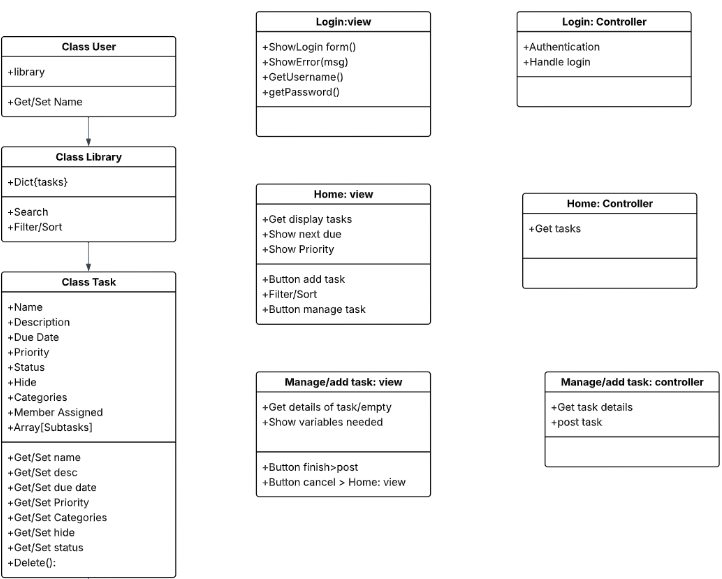 Class User
+library
+Get/Set Name
Class Library
+Dict{tasks}
+Search
+Filter/Sort
Class Task
+Name
+Description
+Due Date
+Priority
+Status
+Hide
+Categories
+Member Assigned
+Array[Subtasks]
+Get/Set name
+Get/Set desc
+Get/Set due date
+Get/Set Priority
+Get/Set Categories
+Get/Set hide
+Get/Set status
+Delete():
Login:view
+ShowLogin form()
+ShowError(msg)
+GetUsername()
+getPassword()
Home: view
+Get display tasks
+Show next due
+Show Priority
+Button add task
+Filter/Sort
+Button manage task
Manage/add task: view
+Get details of task/empty
+Show variables needed
+Button finish>post
+Button cancel > Home: view
Login: Controller
+Authentication
+Handle login
Home: Controller
+Get tasks
Manage/add task: controller
+Get task details
+post task